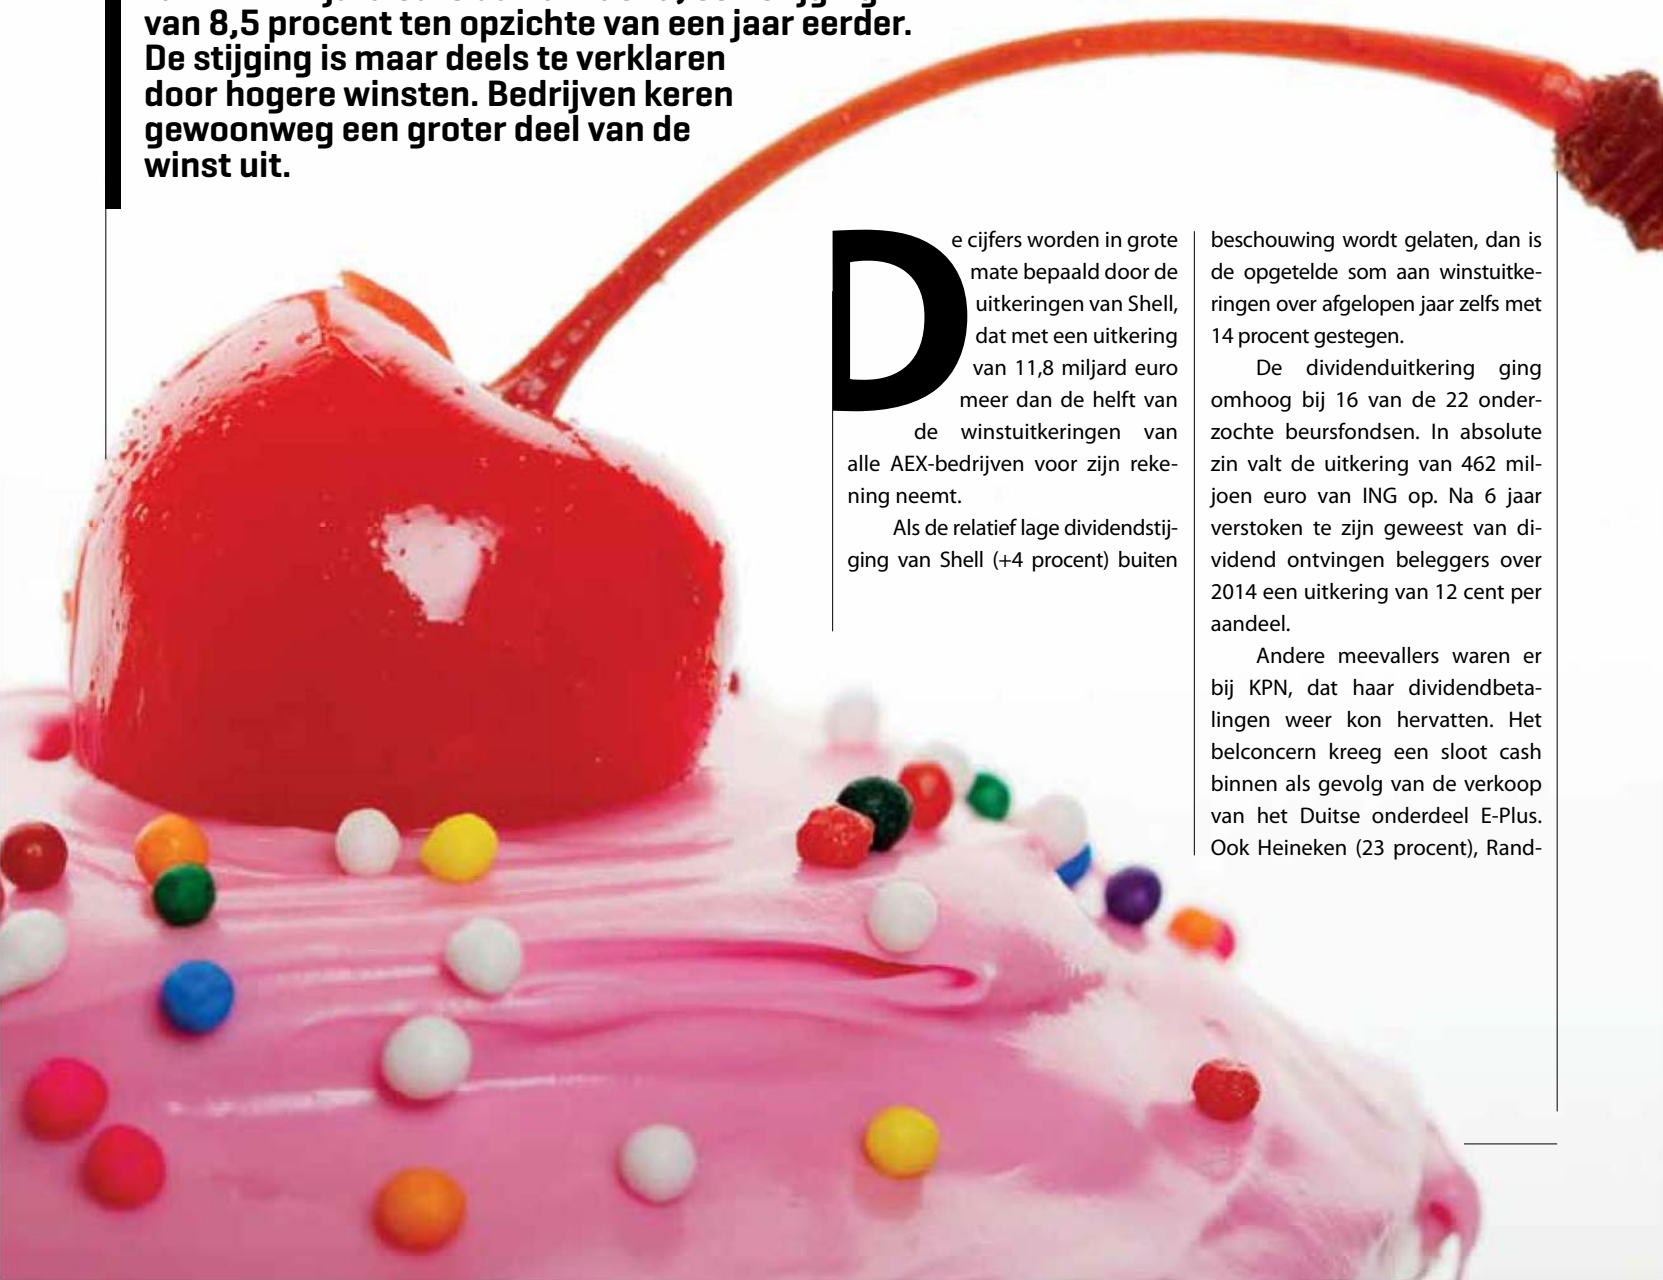 van 8,5 procent ten opzichte van een jaar eerder.
De stijging is maar deels te verklaren
door hogere winsten. Bedrijven keren
gewoonweg een groter deel van de
winst uit.
De cijfers worden in grote
mate bepaald door de
uitkeringen van Shell,
dat met een uitkering
van 11,8 miljard euro
meer dan de helft van
de winstuitkeringen van
alle AEX-bedrijven voor zijn reke-
ning neemt.
Als de relatief lage dividendstij-
ging van Shell (+4 procent) buiten
beschouwing wordt gelaten, dan is
de opgetelde som aan winstuitke-
ringen over afgelopen jaar zelfs met
14 procent gestegen.
De dividenduitkering ging
omhoog bij 16 van de 22 onder-
zochte beursfondsen. In absolute
zin valt de uitkering van 462 mil-
joen euro van ING op. Na 6 jaar
verstoken te zijn geweest van di-
vidend ontvingen beleggers over
2014 een uitkering van 12 cent per
aandeel.
Andere meevallers waren er
bij KPN, dat haar dividendbeta-
lingen weer kon hervatten. Het
belconcern kreeg een sloot cash
binnen als gevolg van de verkoop
van het Duitse onderdeel E-Plus.
Ook Heineken (23 procent), Rand-